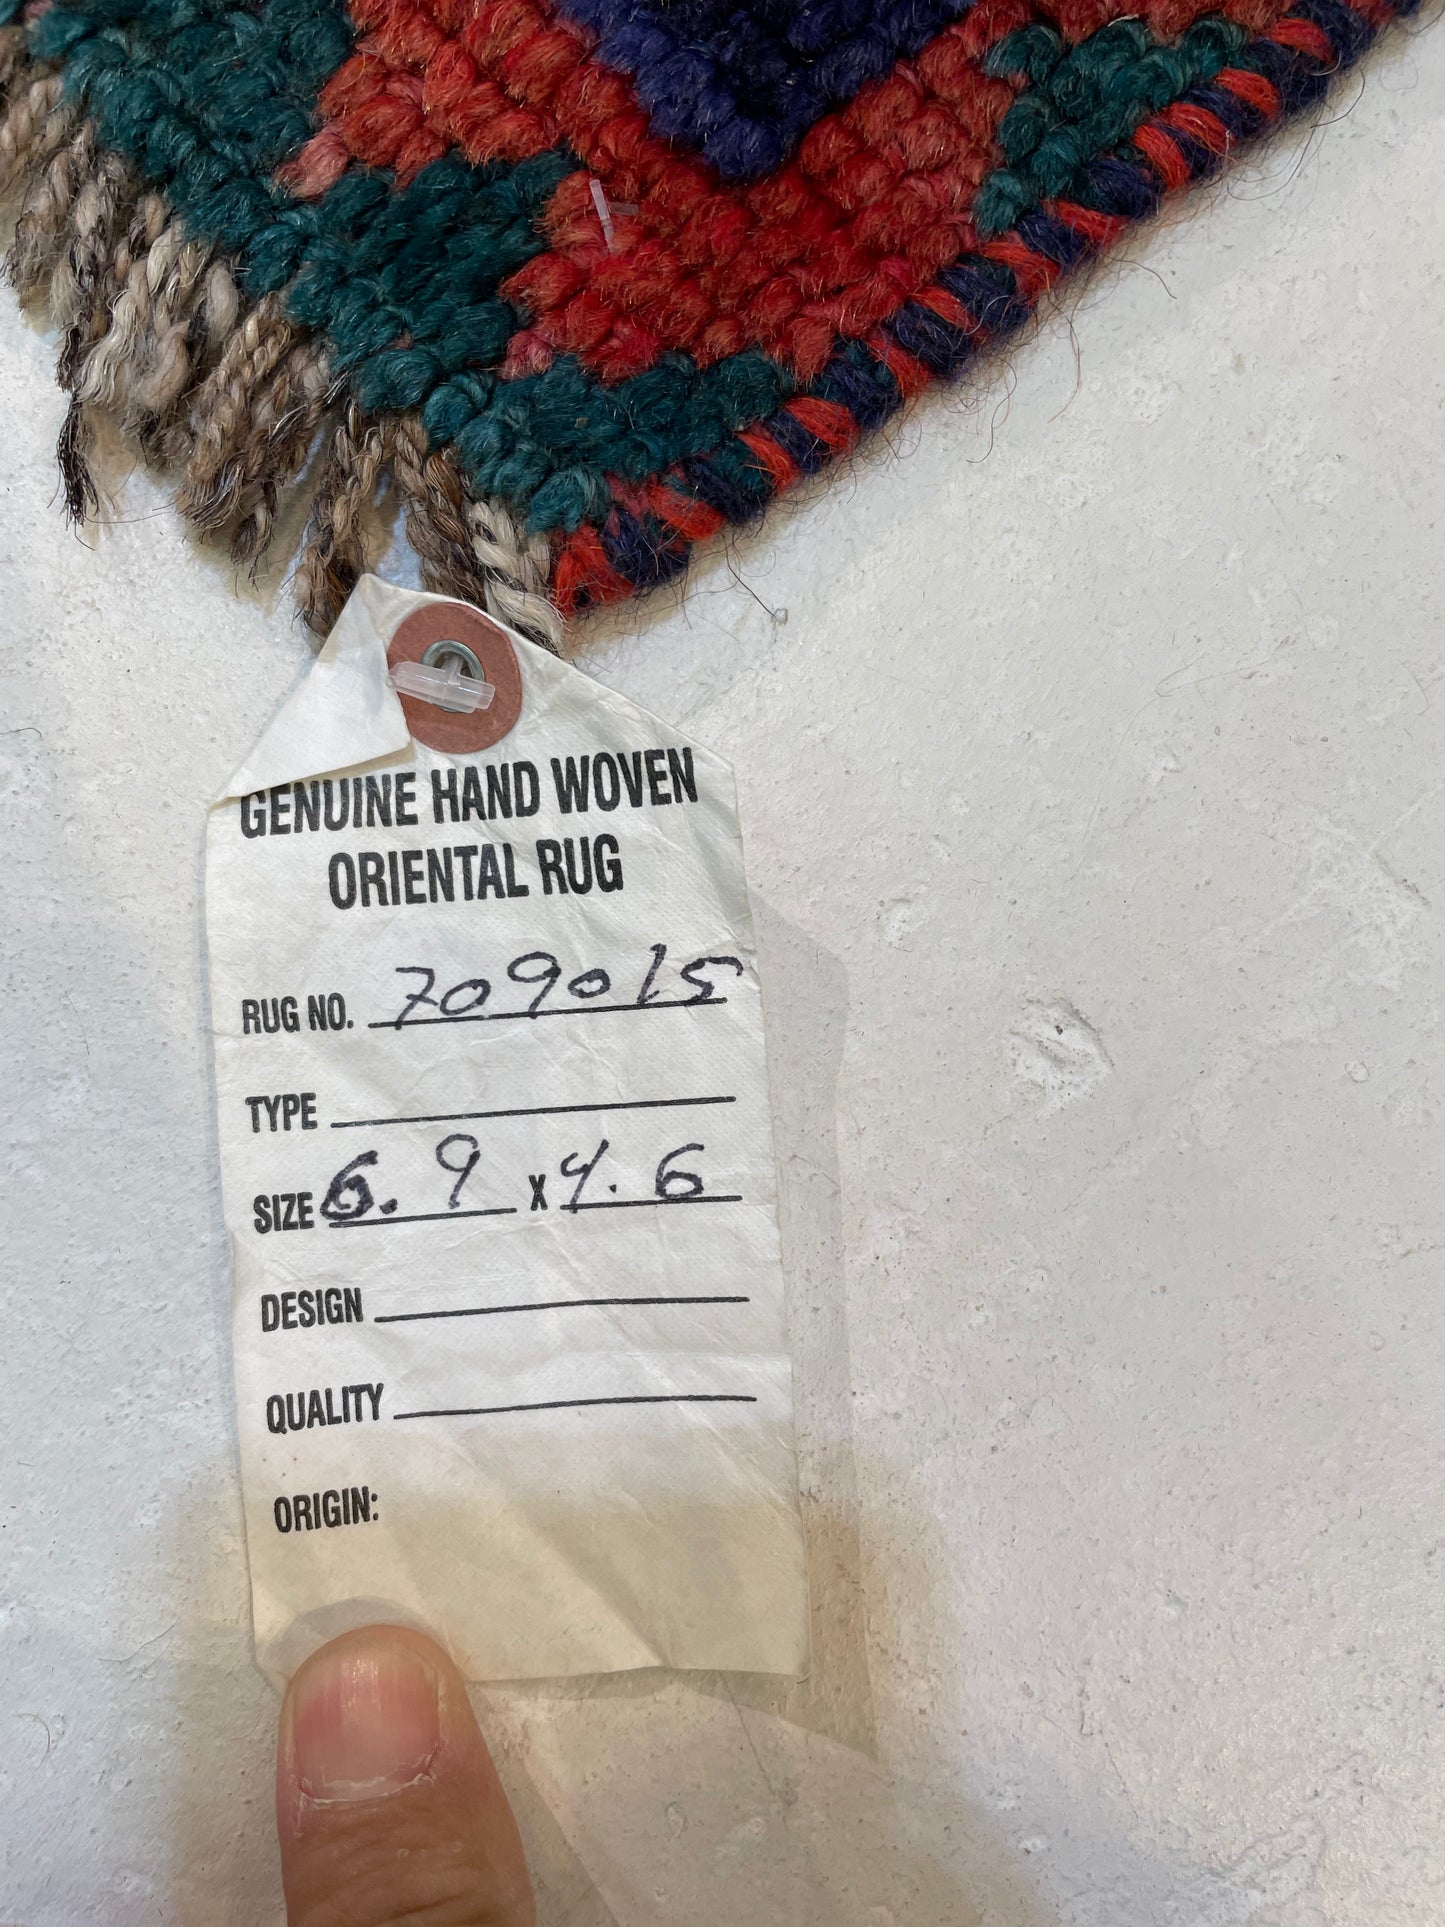 GENUINE HAND WOVEN
ORIENTAL RUG
RUG NO. 709015
TYPE
SIZE 6.9 X 4.6
DESIGN
QUALITY
ORIGIN: